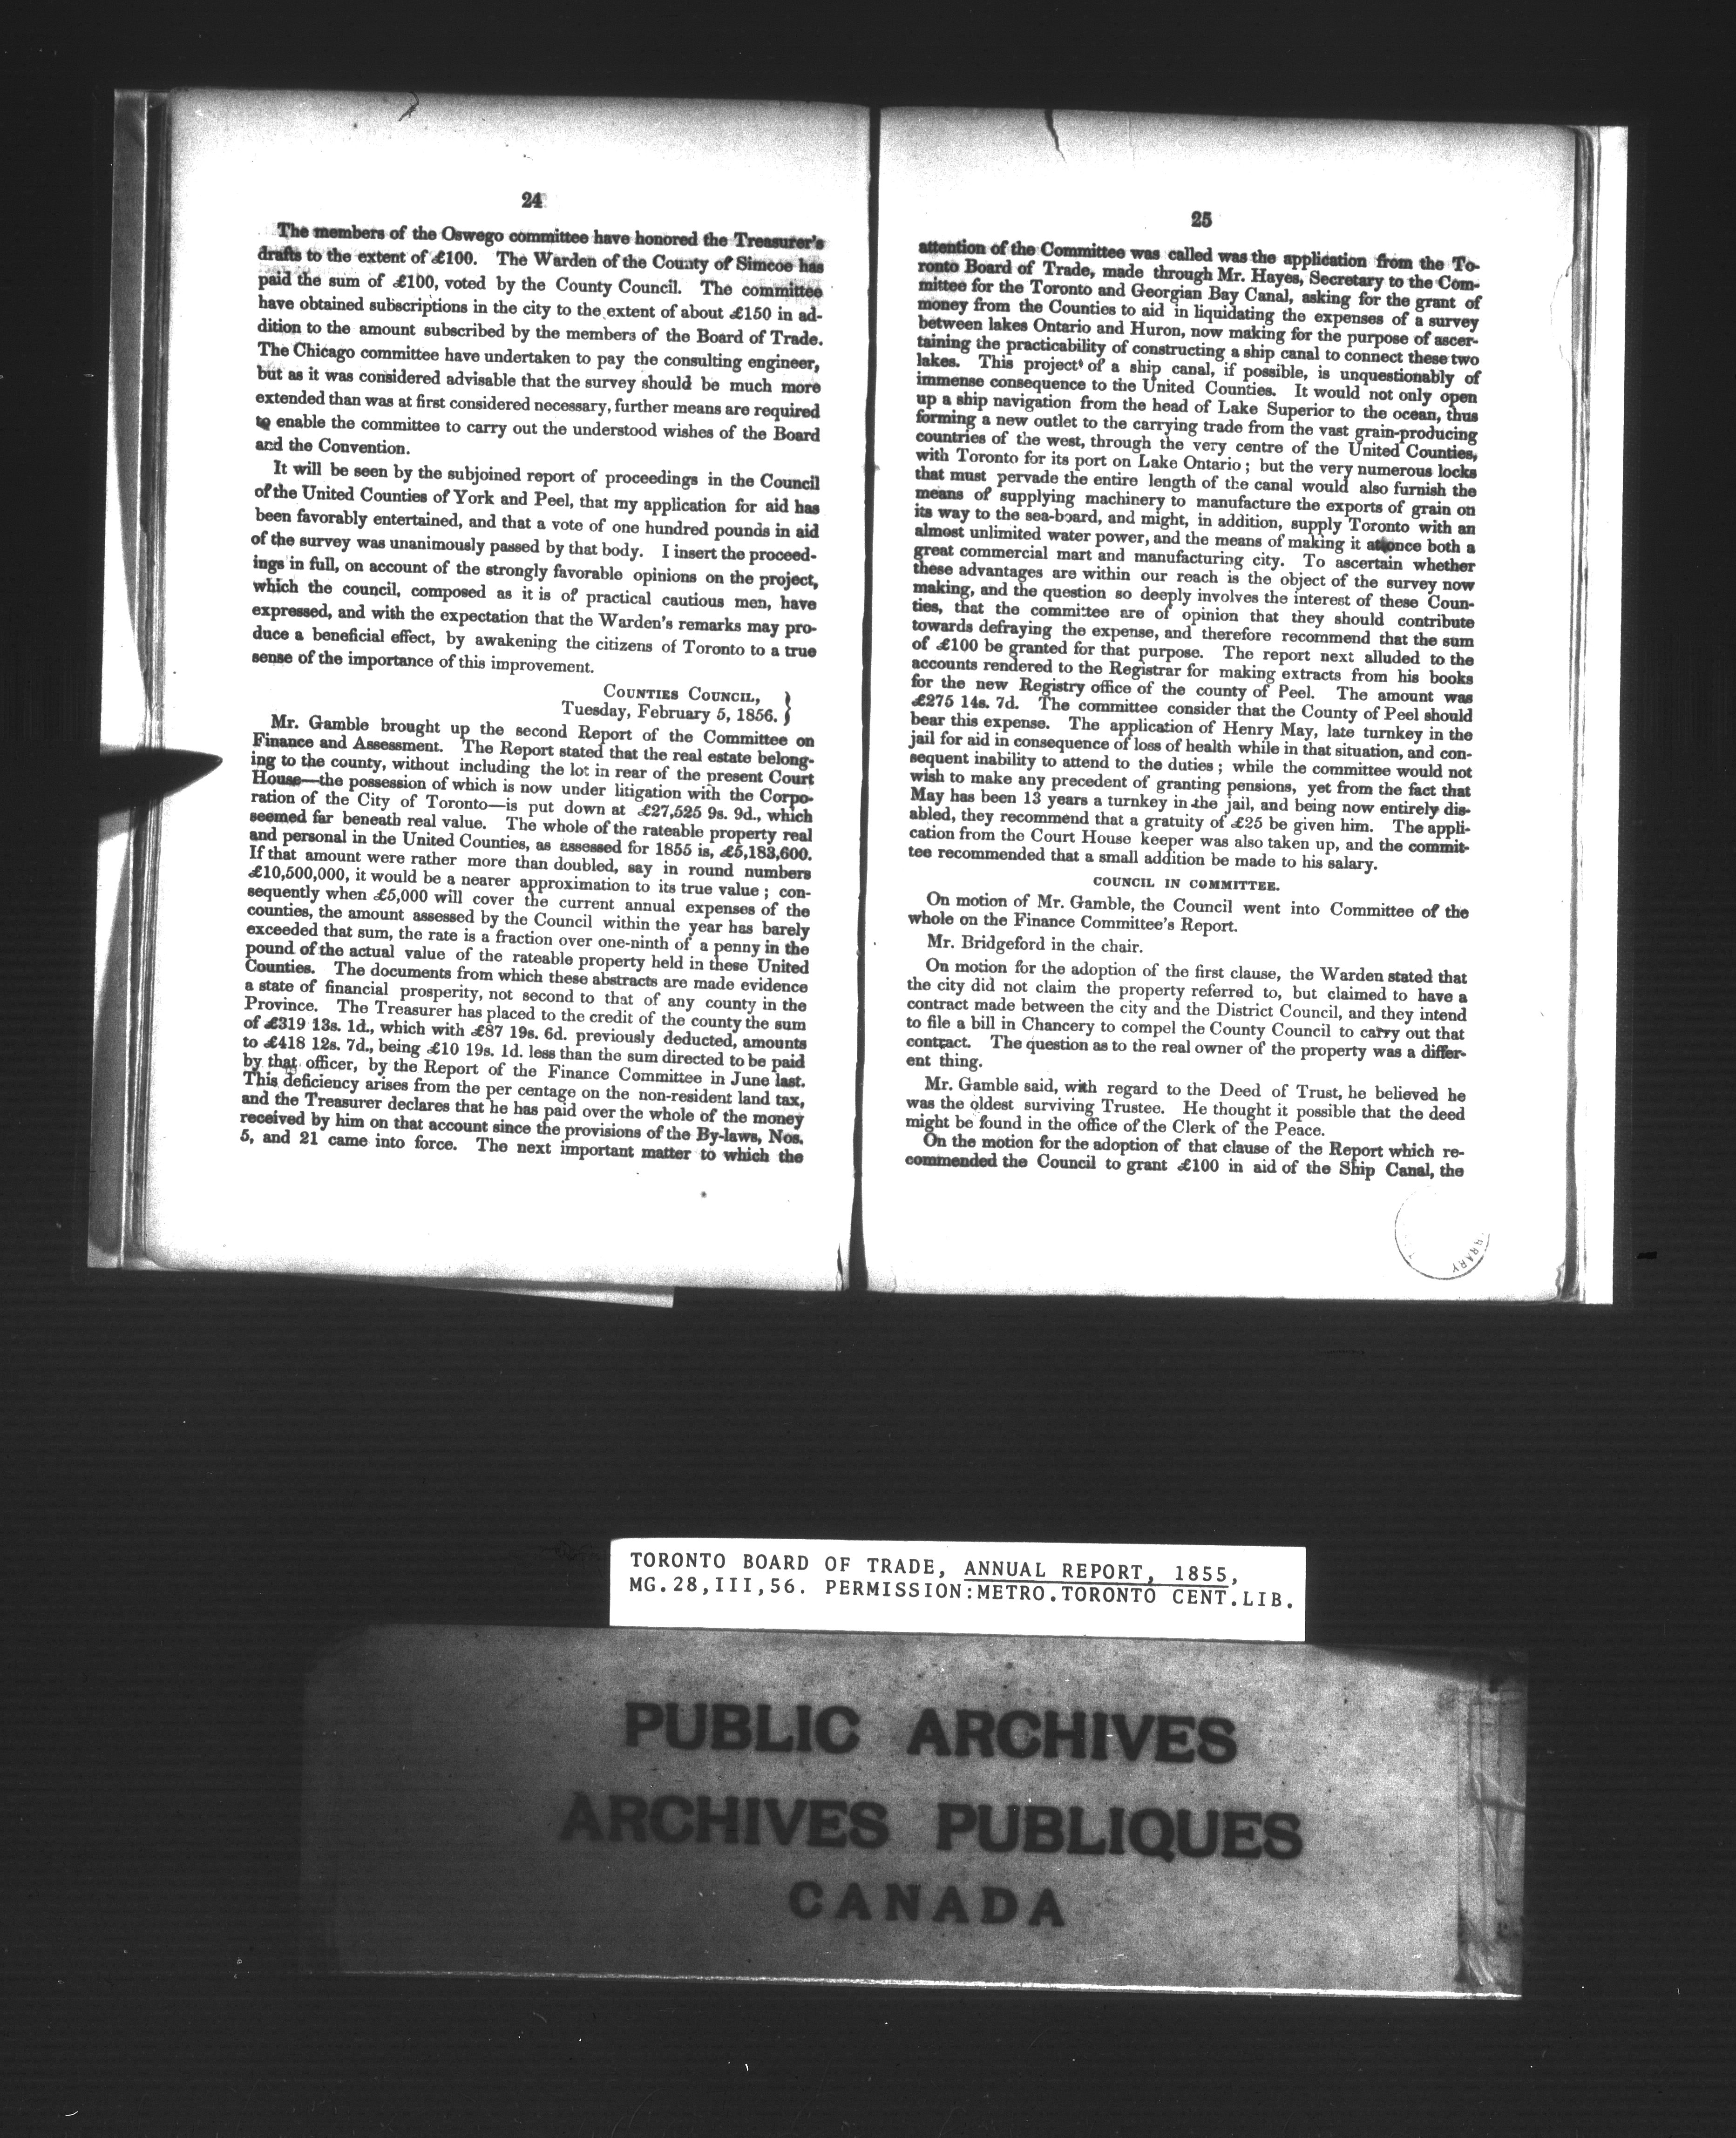 24
The members of the Oswego committee have honored the Treasurer's
drafts to the extent of £100. The Warden of the County of Simcoe has
paid the sum of £100, voted by the County Council. The committee
have obtained subscriptions in the city to the extent of about £150 in ad-
dition to the amount subscribed by the members of the Board of Trade.
The Chicago committee have undertaken to pay the consulting engineer,
but as it was considered advisable that the survey should be much more
extended than was at first considered necessary, further means are required
to enable the committee to carry out the understood wishes of the Board
and the Convention.
It will be seen by the subjoined report of proceedings in the Council
of the United Counties of York and Peel, that my application for aid has
been favorably entertained, and that a vote of one hundred pounds in aid
of the survey was unanimously passed by that body. I insert the proceed-
ings in full, on account of the strongly favorable opinions on the project,
which the council, composed as it is of practical cautious men, have
expressed, and with the expectation that the Warden's remarks may pro-
duce a beneficial effect, by awakening the citizens of Toronto to a true
sense of the importance of this improvement.
COUNTIES COUNCIL, }
Tuesday, February 5, 1856. }
Mr. Gamble brought up the second Report of the Committee on
Finance and Assessment. The Report stated that the real estate belong-
ing to the county, without including the lot in rear of the present Court
House—the possession of which is now under litigation with the Corpo-
ration of the City of Toronto—is put down at £27,525 9s. 9d., which
seemed far beneath real value. The whole of the rateable property real
and personal in the United Counties, as assessed for 1855 is, £5,183,600.
If that amount were rather more than doubled, say in round numbers
£10,500,000, it would be a nearer approximation to its true value; con-
sequently when £5,000 will cover the current annual expenses of the
counties, the amount assessed by the Council within the year has barely
exceeded that sum, the rate is a fraction over one-ninth of a penny in the
pound of the actual value of the rateable property held in these United
Counties. The documents from which these abstracts are made evidence
a state of financial prosperity, not second to that of any county in the
Province. The Treasurer has placed to the credit of the county the sum
of £319 13s. 1d., which with £87 19s. 6d. previously deducted, amounts
to £418 12s. 7d., being £10 19s. 1d. less than the sum directed to be paid
by that officer, by the Report of the Finance Committee in June last.
This deficiency arises from the per centage on the non-resident land tax,
and the Treasurer declares that he has paid over the whole of the money
received by him on that account since the provisions of the By-laws, Nos.
5, and 21 came into force. The next important matter to which the
25
attention of the Committee was called was the application from the To-
ronto Board of Trade, made through Mr. Hayes, Secretary to the Com-
mittee for the Toronto and Georgian Bay Canal, asking for the grant of
money from the Counties to aid in liquidating the expenses of a survey
between lakes Ontario and Huron, now making for the purpose of ascer-
taining the practicability of constructing a ship canal to connect these two
lakes. This project of a ship canal, if possible, is unquestionably of
immense consequence to the United Counties. It would not only open
up a ship navigation from the head of Lake Superior to the ocean, thus
forming a new outlet to the carrying trade from the vast grain-producing
countries of the west, through the very centre of the United Counties,
with Toronto for its port on Lake Ontario; but the very numerous locks
that must pervade the entire length of the canal would also furnish the
means of supplying machinery to manufacture the exports of grain on
its way to the sea-board, and might, in addition, supply Toronto with an
almost unlimited water power, and the means of making it at once both a
great commercial mart and manufacturing city. To ascertain whether
these advantages are within our reach is the object of the survey now
making, and the question so deeply involves the interest of these Coun-
ties, that the committee are of opinion that they should contribute
towards defraying the expense, and therefore recommend that the sum
of £100 be granted for that purpose. The report next alluded to the
accounts rendered to the Registrar for making extracts from his books
for the new Registry office of the county of Peel. The amount was
£275 14s. 7d. The committee consider that the County of Peel should
bear this expense. The application of Henry May, late turnkey in the
jail for aid in consequence of loss of health while in that situation, and con-
sequent inability to attend to the duties; while the committee would not
wish to make any precedent of granting pensions, yet from the fact that
May has been 13 years a turnkey in the jail, and being now entirely dis-
abled, they recommend that a gratuity of £25 be given him. The appli-
cation from the Court House keeper was also taken up, and the commit-
tee recommended that a small addition be made to his salary.
COUNCIL IN COMMITTEE.
On motion of Mr. Gamble, the Council went into Committee of the
whole on the Finance Committee's Report.
Mr. Bridgeford in the chair.
On motion for the adoption of the first clause, the Warden stated that
the city did not claim the property referred to, but claimed to have a
contract made between the city and the District Council, and they intend
to file a bill in Chancery to compel the County Council to carry out that
contract. The question as to the real owner of the property was a differ-
ent thing.
Mr. Gamble said, with regard to the Deed of Trust, he believed he
was the oldest surviving Trustee. He thought it possible that the deed
might be found in the office of the Clerk of the Peace.
On the motion for the adoption of that clause of the Report which re-
commended the Council to grant £100 in aid of the Ship Canal, the
TORONTO BOARD OF TRADE, ANNUAL REPORT, 1855,
MG.28,III,56. PERMISSION:METRO.TORONTO CENT.LIB.
PUBLIC ARCHIVES
ARCHIVES PUBLIQUES
CANADA